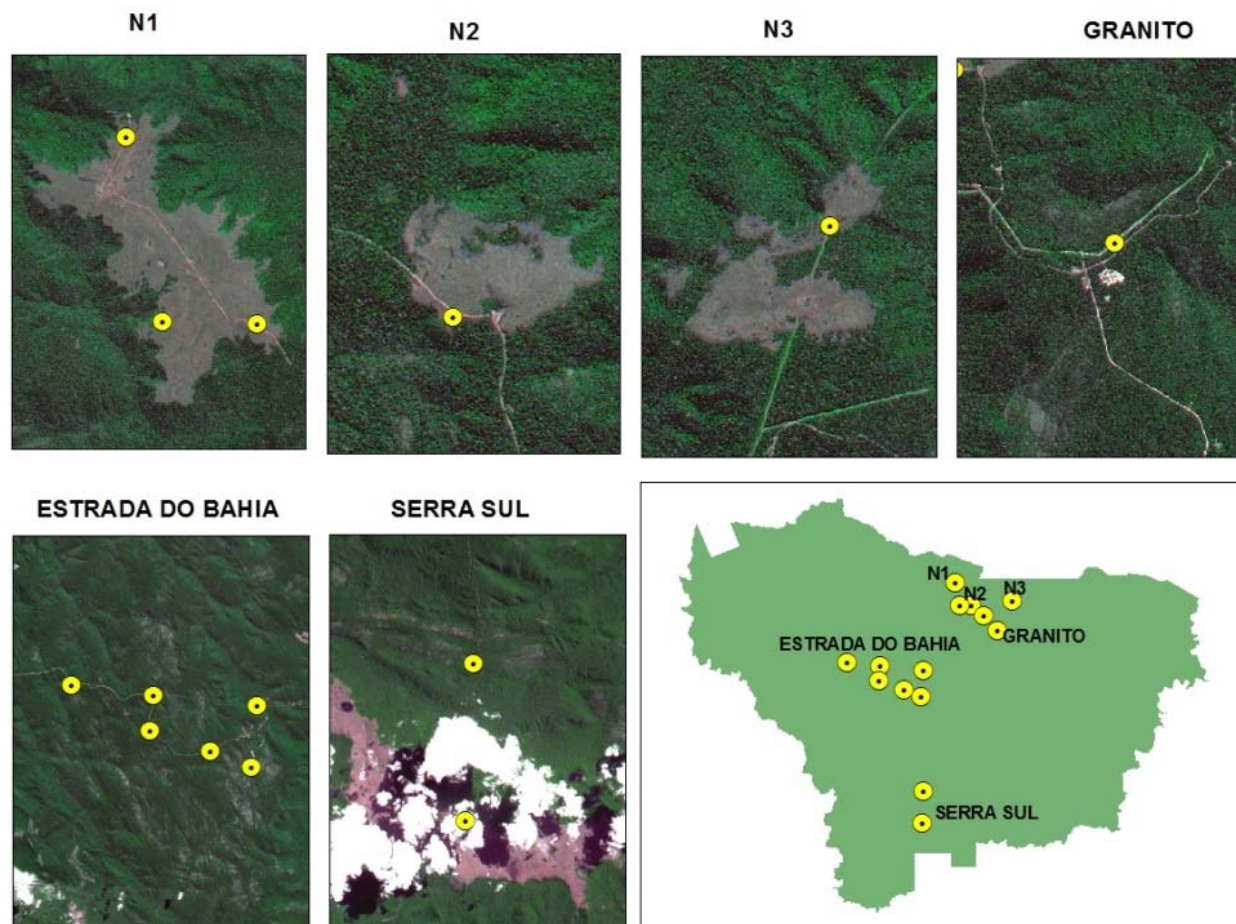 N1
N2
N3
GRANITO
ESTRADA DO BAHIA
SERRA SUL
N1
N2
N3
GRANITO
ESTRADA DO BAHIA
SERRA SUL